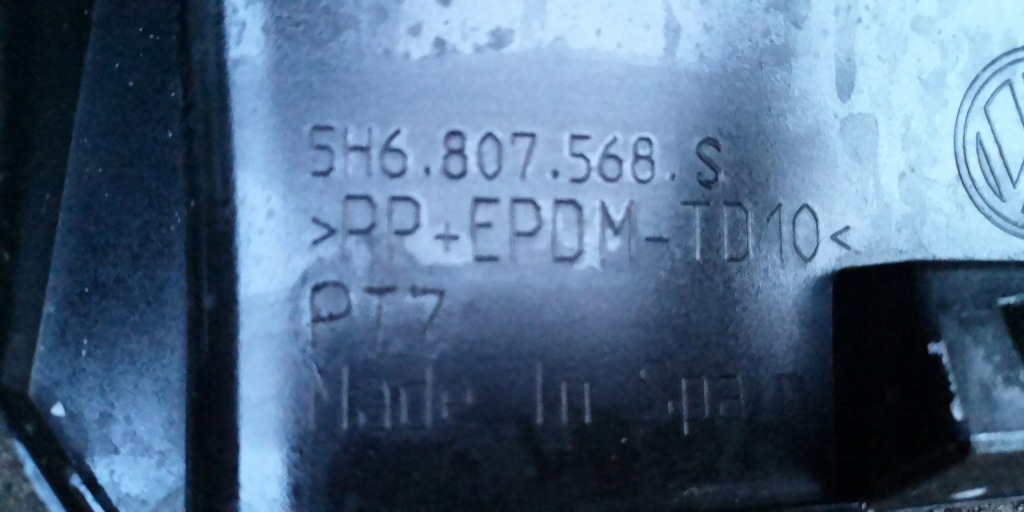 5H6.807.568.S
>PP+EPDM-TD10<
PT7
Made In Spain